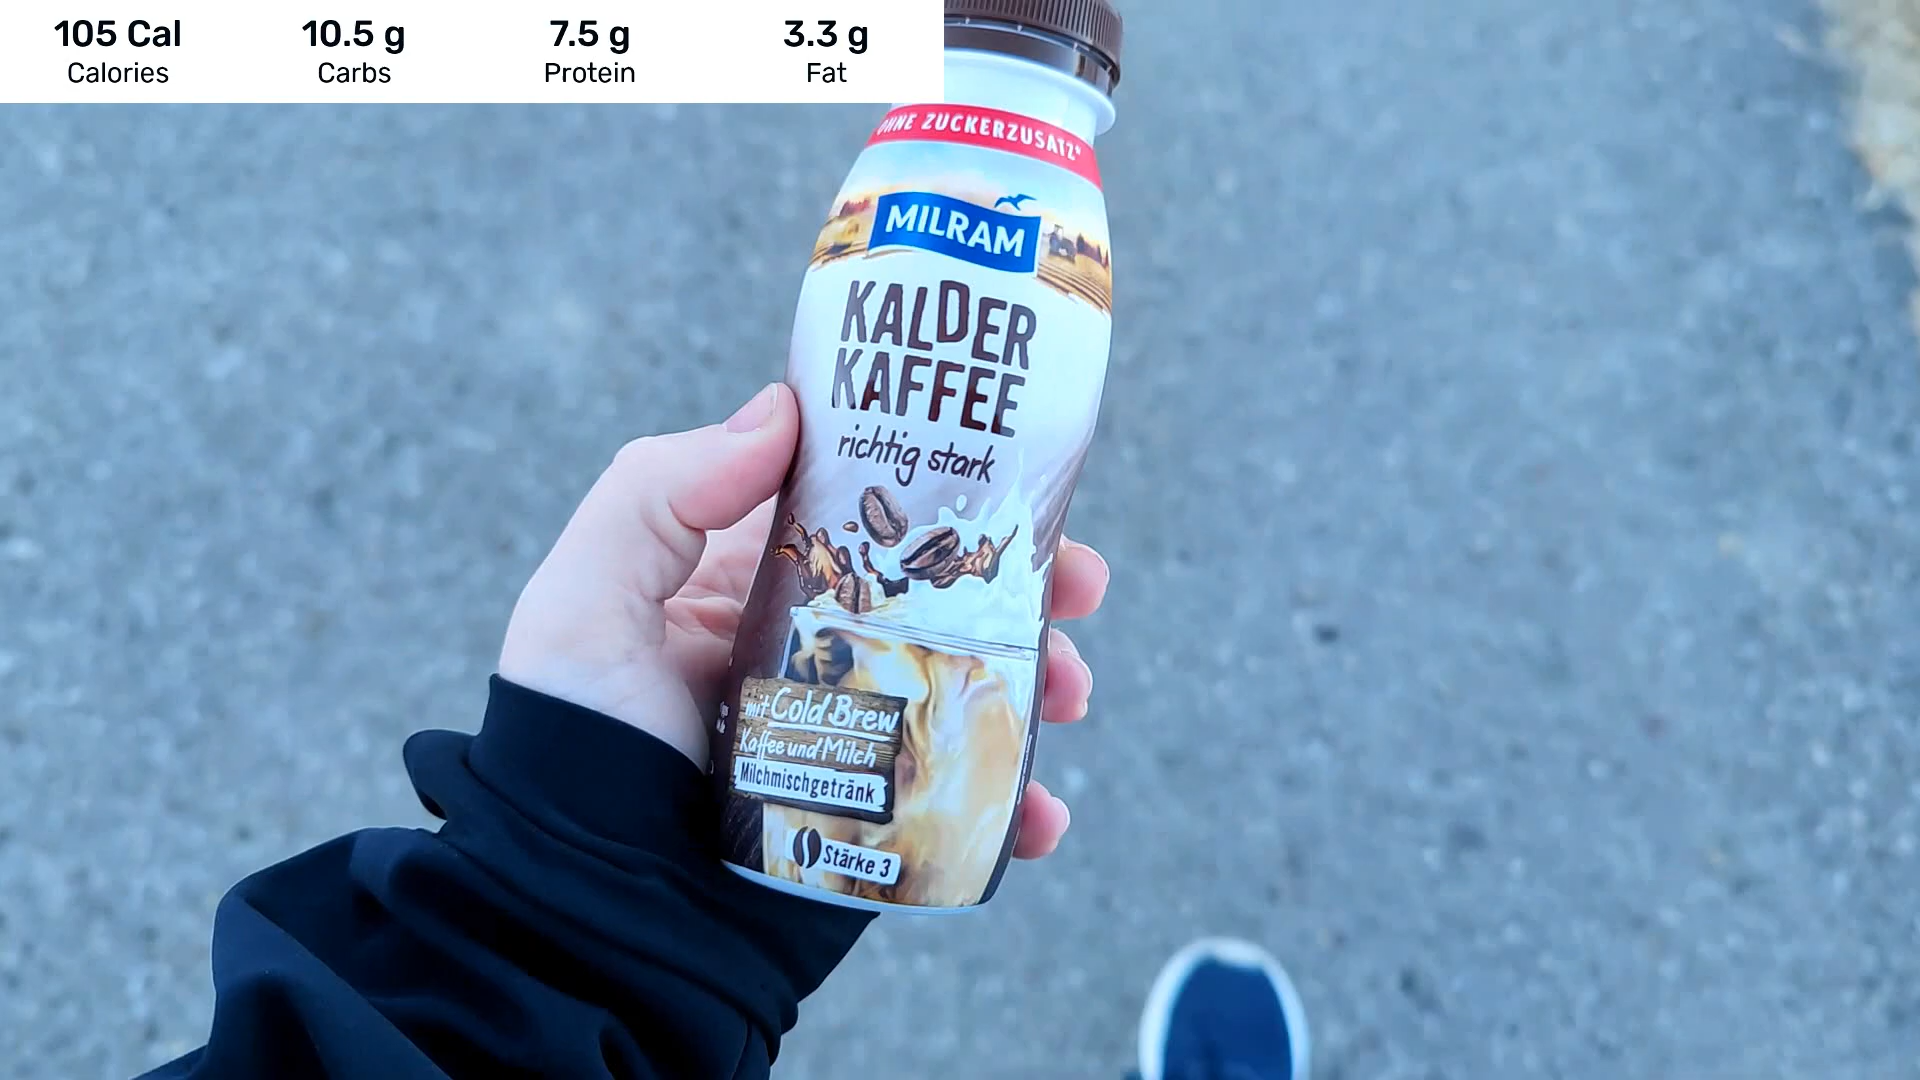 105 Cal 10.5 g 7.5 g 3.3 g
Calories Carbs Protein Fat
OHNE ZUCKERZUSATZ*
MILRAM
KALDER
KAFFEE
richtig stark
mit Cold Brew
Kaffee und Milch
Milchmischgetränk
Stärke 3